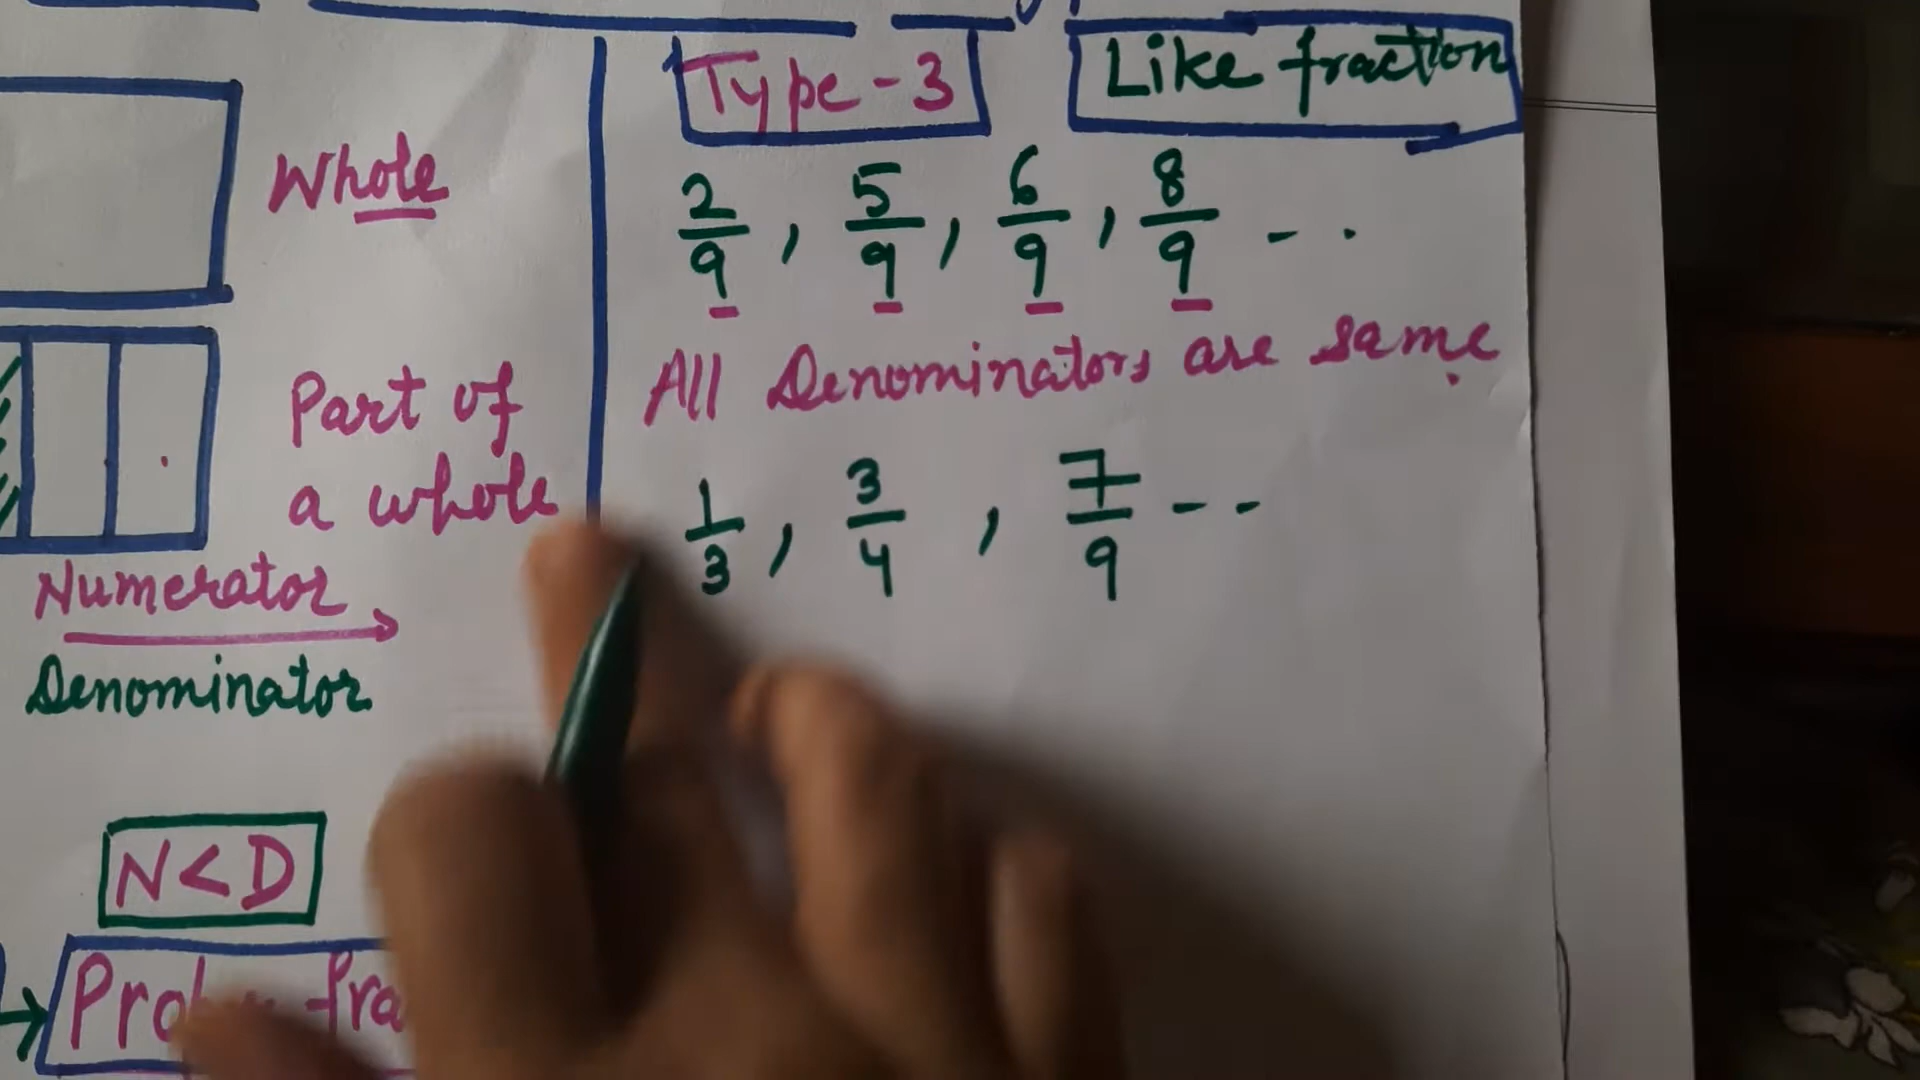 Whole
Part of
a whole
Numerator
Denominator
N<D
Type-3
Like fraction
2/9, 5/9, 6/9, 8/9 - .
All Denominators are same
1/3, 3/4, 7/9 - -